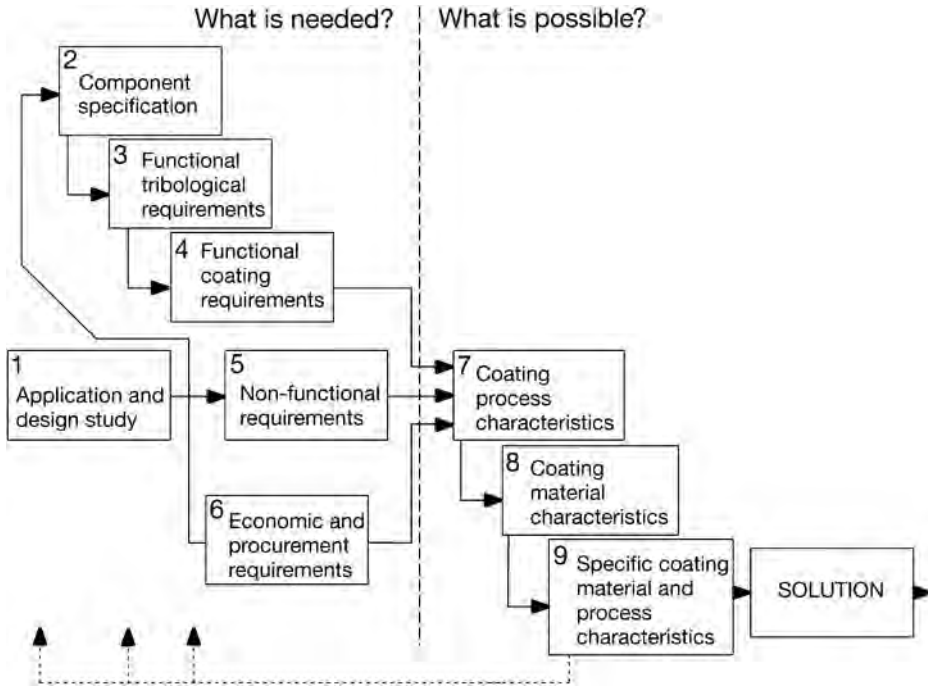 What is needed?
What is possible?
2
Component
specification
3
Functional
tribological
requirements
4
Functional
coating
requirements
1
Application and
design study
5
Non-functional
requirements
6
Economic and
procurement
requirements
7
Coating
process
characteristics
8
Coating
material
characteristics
9
Specific coating
material and
process
characteristics
SOLUTION